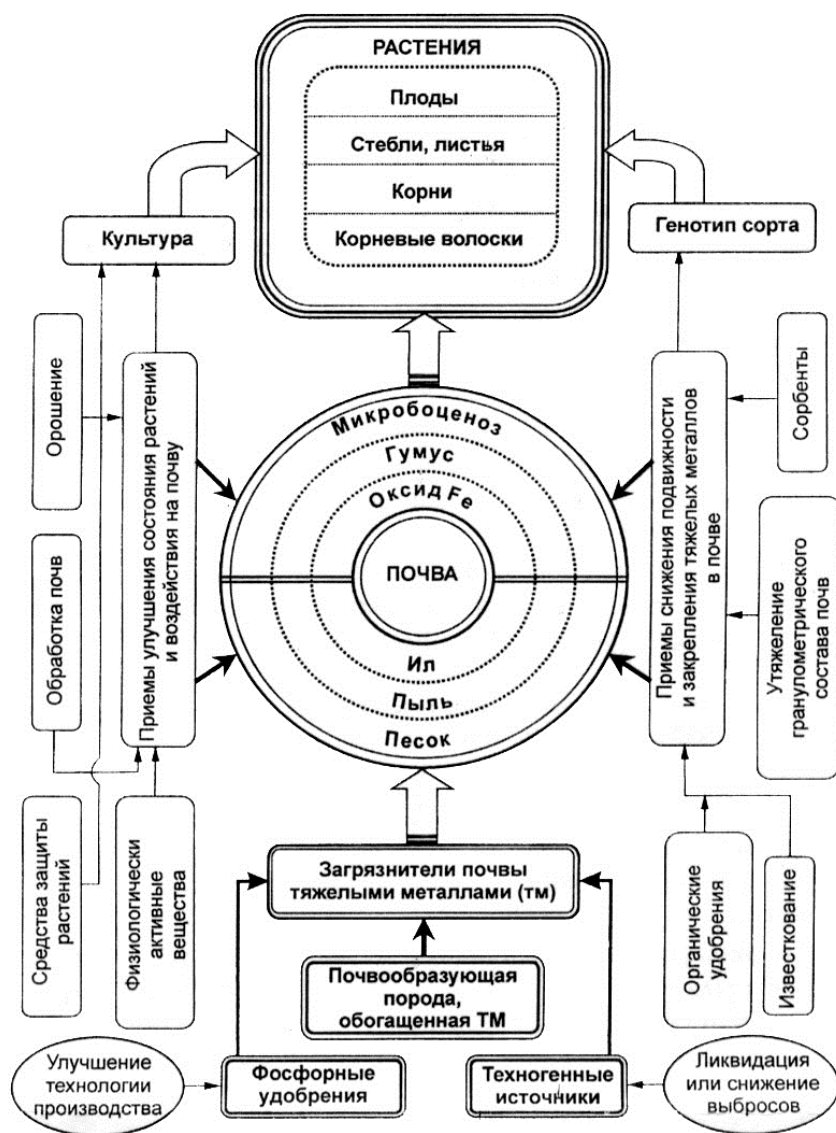 РАСТЕНИЯ
Плоды
Стебли, листья
Корни
Корневые волоски
Культура
Генотип сорта
Орошение
Обработка почв
Средства защиты
растений
Приемы улучшения состояния растений
и воздействия на почву
Физиологически
активные
вещества
Микробоценоз
Гумус
Оксид Fe
ПОЧВА
Ил
Пыль
Песок
Приемы снижения подвижности
и закрепления тяжелых металлов
в почве
Сорбенты
Утяжеление
гранулометрического
состава почв
Органические
удобрения
Известкование
Загрязнители почвы
тяжелыми металлами (тм)
Почвообразующая
порода,
обогащенная ТМ
Улучшение
технологии
производства
Фосфорные
удобрения
Техногенные
источники
Ликвидация
или снижение
выбросов